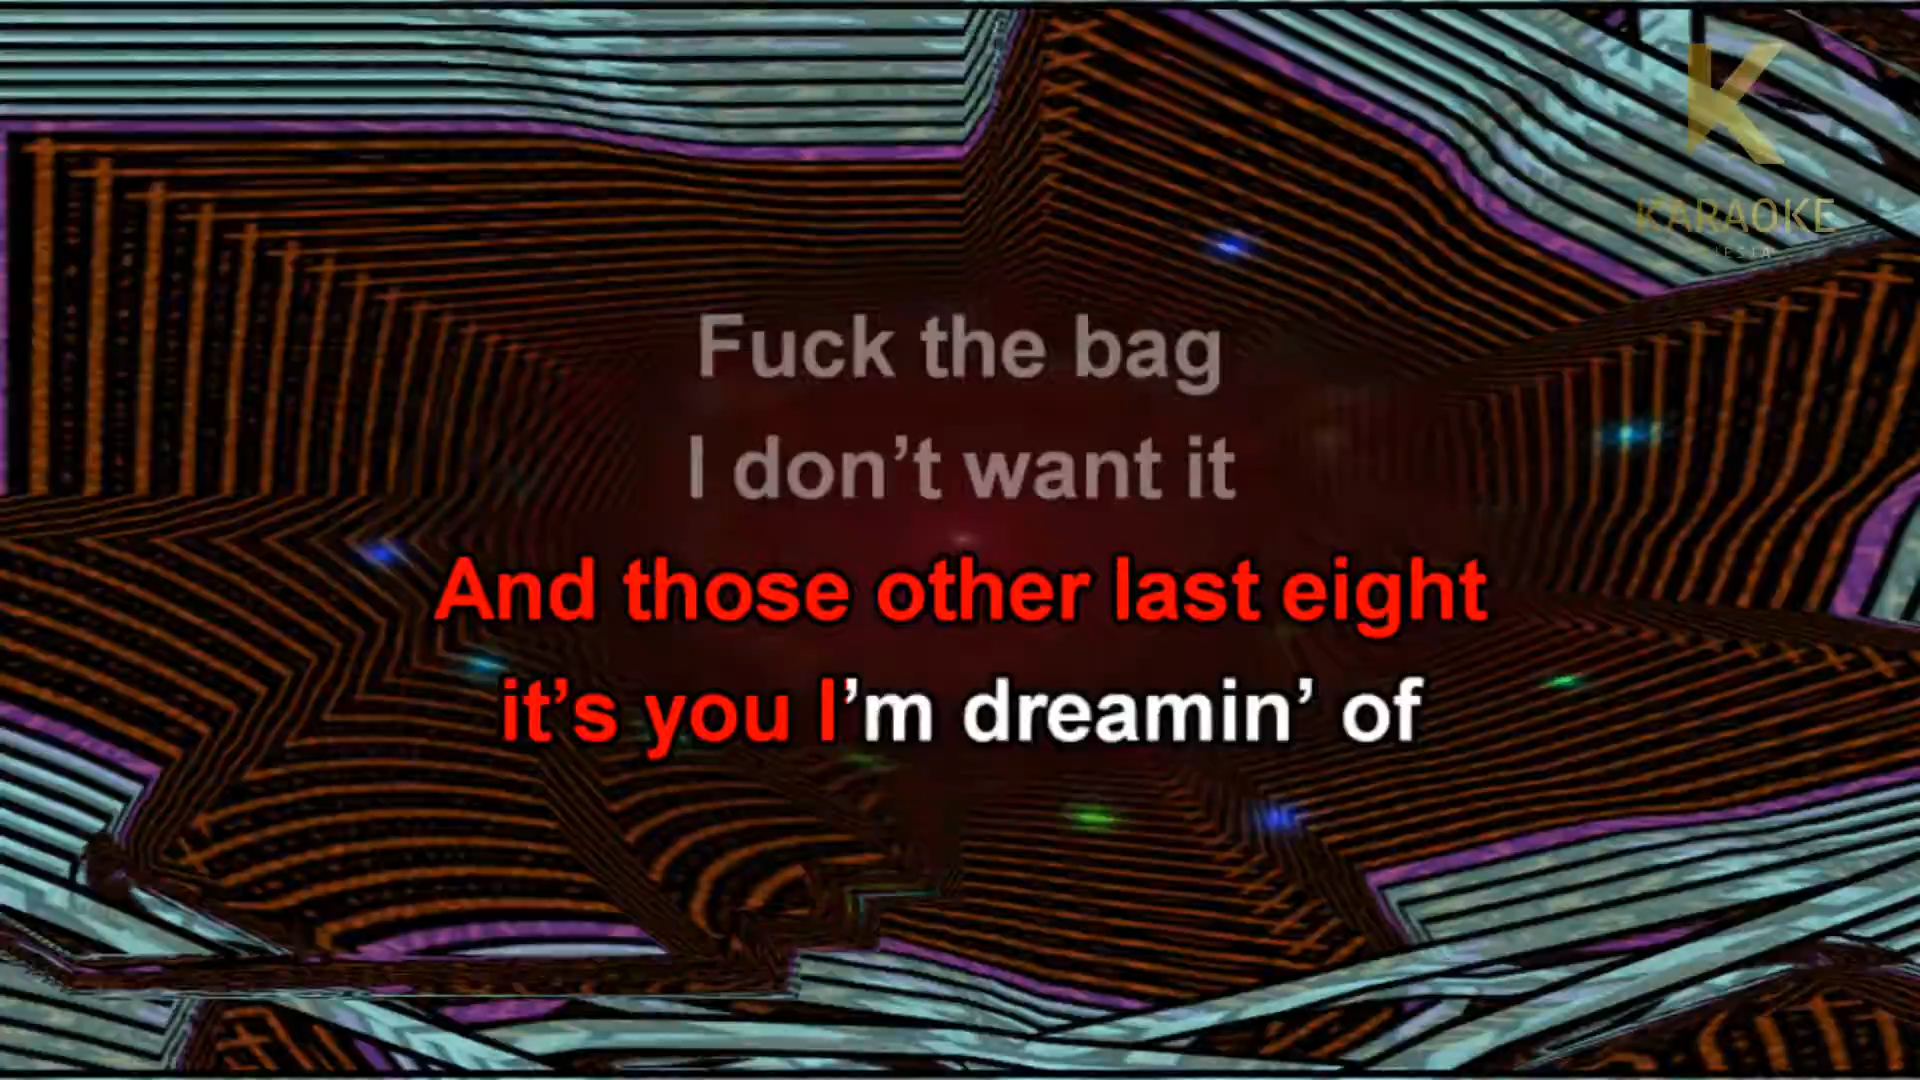 K
KARAOKE
Fuck the bag
I don’t want it
And those other last eight
it’s you I’m dreamin’ of